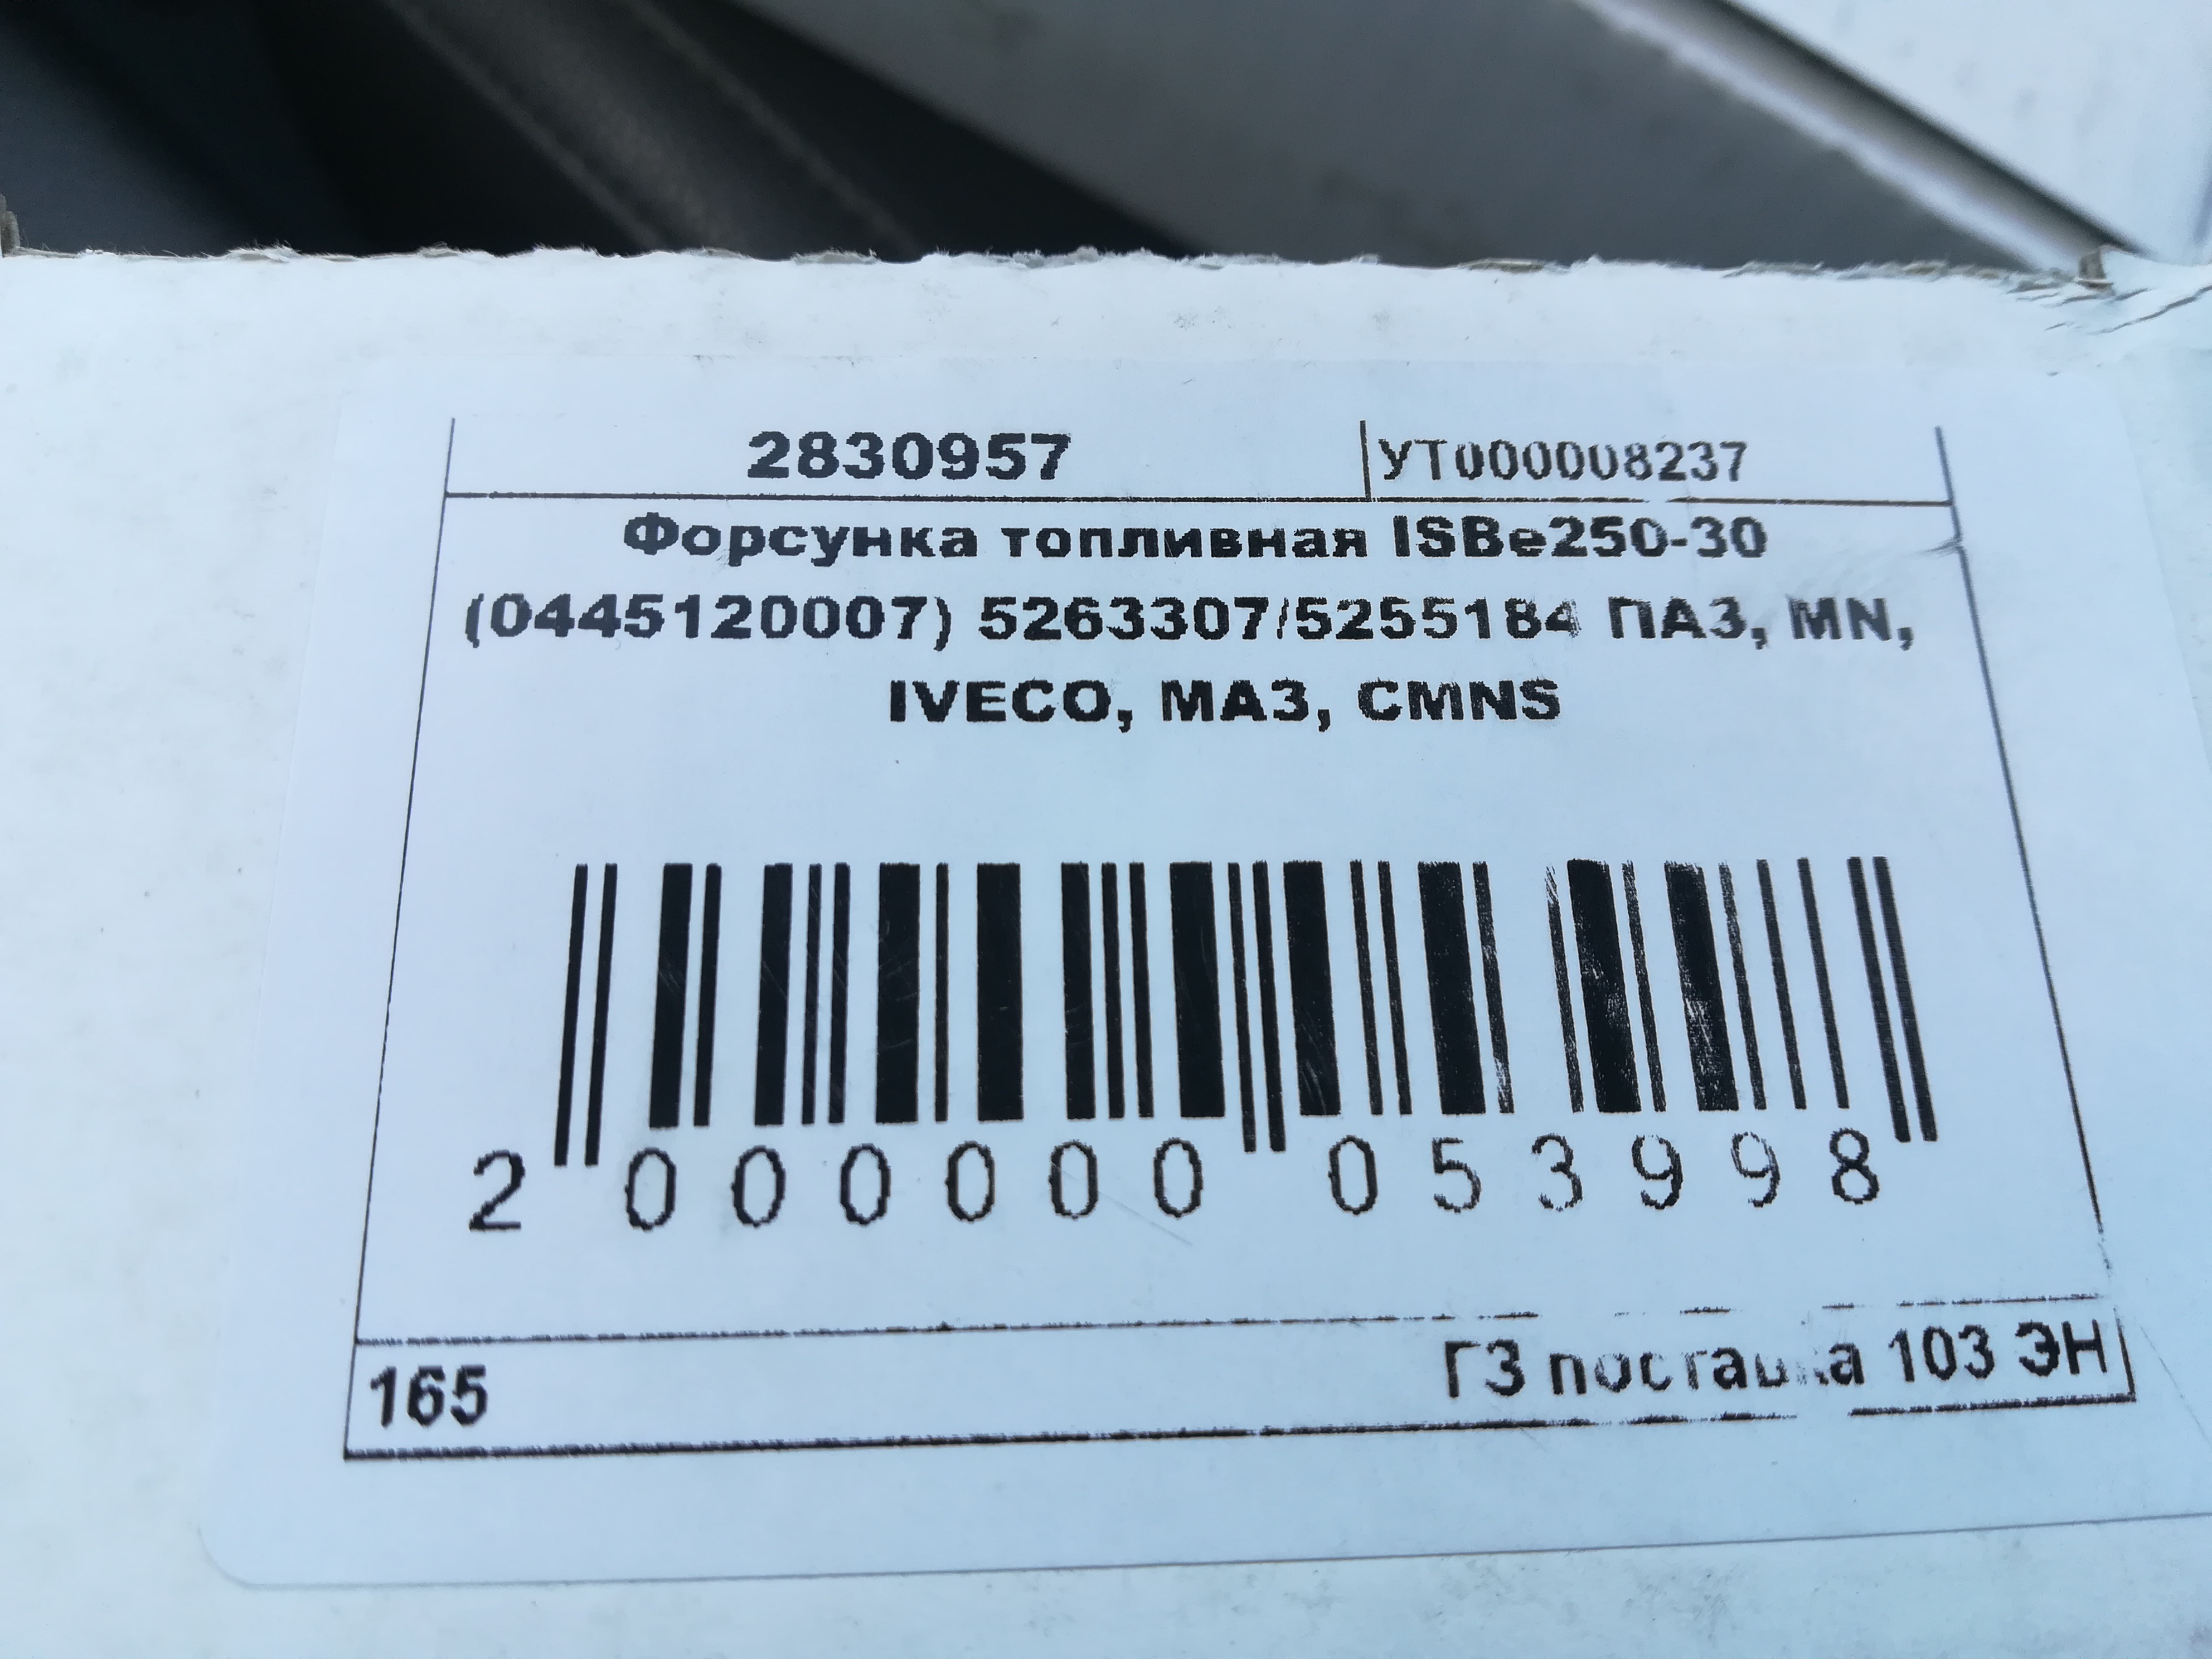 2830957 УТ000008237
Форсунка топливная ISBe250-30
(0445120007) 5263307/5255184 ПАЗ, MN,
IVECO, МАЗ, CMNS
2 000000 053998
165 ГЗ поставка 103 ЭН